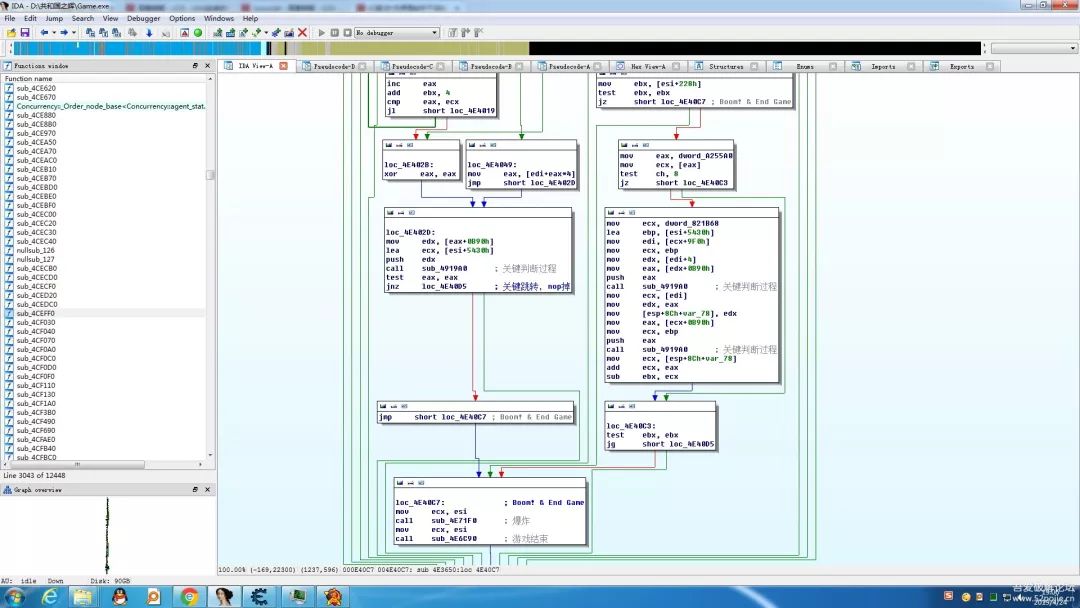 IDA - D:\共和国之辉\Game.exe
File Edit Jump Search View Debugger Options Windows Help
No debugger
Functions window
IDA View-A
Pseudocode-D
Pseudocode-C
Pseudocode-B
Pseudocode-A
Hex View-A
Structures
Enums
Imports
Exports
Function name
sub_4CE620
sub_4CE670
Concurrency::_Order_node_base<Concurrency::agent_stat.
sub_4CE880
sub_4CE8B0
sub_4CE970
sub_4CEA50
sub_4CEA70
sub_4CEAC0
sub_4CEB10
sub_4CEB70
sub_4CEBD0
sub_4CEBE0
sub_4CEBF0
sub_4CEC00
sub_4CEC20
sub_4CEC30
sub_4CEC40
nullsub_126
nullsub_127
sub_4CECB0
sub_4CECD0
sub_4CECF0
sub_4CED20
sub_4CEDC0
sub_4CEFF0
sub_4CF030
sub_4CF040
sub_4CF070
sub_4CF0A0
sub_4CF0C0
sub_4CF0D0
sub_4CF0F0
sub_4CF110
sub_4CF130
sub_4CF1A0
sub_4CF3B0
sub_4CF490
sub_4CF690
sub_4CFAE0
sub_4CFB40
sub_4CFBC0
Line 3043 of 12448
Graph overview
inc eax
add ebx, 4
cmp eax, ecx
jl short loc_4E4019
mov ebx, [esi+228h]
test ebx, ebx
jz short loc_4E40C7 ; Boom! & End Game
loc_4E402B:
xor eax, eax
loc_4E4049:
mov eax, [edi+eax*4]
jmp short loc_4E402D
mov eax, dword_A255A0
mov ecx, [eax]
test ch, 8
jz short loc_4E40C3
loc_4E402D:
mov edx, [eax+0B90h]
lea ecx, [esi+5430h]
push edx
call sub_4919A0 ; 关键判断过程
test eax, eax
jnz loc_4E40D5 ; 关键跳转，nop掉
mov ecx, dword_821B68
lea ebp, [esi+5430h]
mov edi, [ecx+9F0h]
mov ecx, ebp
mov edx, [edi+4]
mov eax, [edx+0B90h]
push eax
call sub_4919A0 ; 关键判断过程
mov ecx, [edi]
mov edx, eax
mov [esp+8Ch+var_78], edx
mov eax, [ecx+0B90h]
mov ecx, ebp
push eax
call sub_4919A0 ; 关键判断过程
mov ecx, [esp+8Ch+var_78]
add ecx, eax
sub ebx, ecx
jmp short loc_4E40C7 ; Boom! & End Game
loc_4E40C3:
test ebx, ebx
jg short loc_4E40D5
loc_4E40C7: ; Boom! & End Game
mov ecx, esi
call sub_4E71F0 ; 爆炸
mov ecx, esi
call sub_4E6C90 ; 游戏结束
100.00% (-169,22300) (1237,596) 000E40C7 004E40C7: sub_4E3650:loc_4E40C7
AU: idle Down Disk: 90GB
吾爱破解论坛
www.52pojie.cn